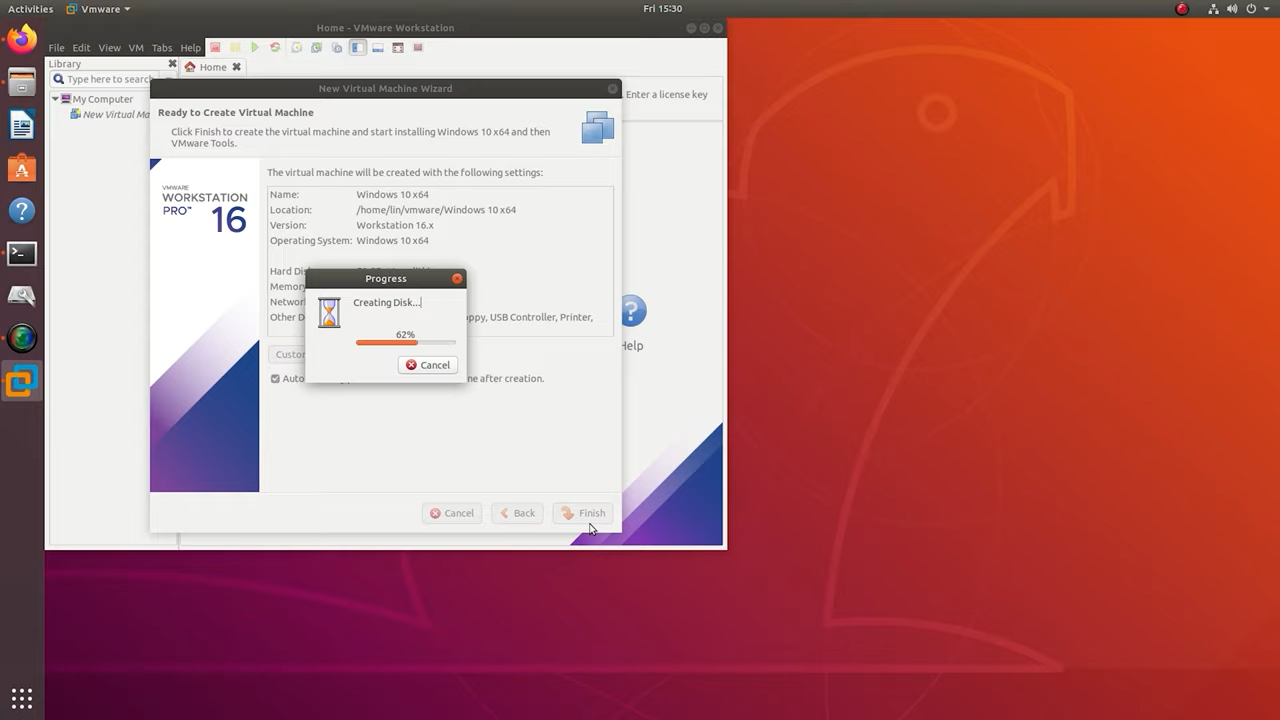 Activities
VMware
Fri 15:30
Home - VMware Workstation
File Edit View VM Tabs Help
Library
Home
Type here to search
Enter a license key
My Computer
New Virtual Ma
New Virtual Machine Wizard
Ready to Create Virtual Machine
Click Finish to create the virtual machine and start installing Windows 10 x64 and then
VMware Tools.
The virtual machine will be created with the following settings:
VMWARE
WORKSTATION
PRO™ 16
Name: Windows 10 x64
Location: /home/lin/vmware/Windows 10 x64
Version: Workstation 16.x
Operating System: Windows 10 x64
Hard Dis
Memor
Networ
Other D
oppy, USB Controller, Printer,
Progress
Creating Disk...
62%
Cancel
Help
Custon
Auto
ne after creation.
Cancel
Back
Finish